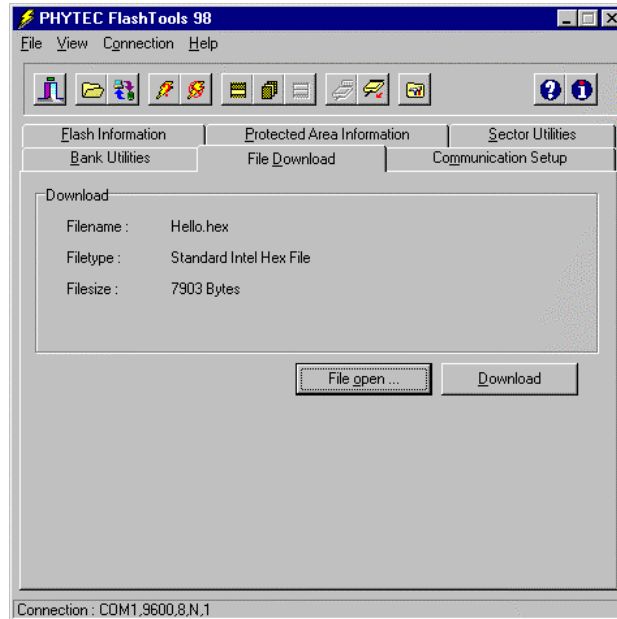 PHYTEC FlashTools 98
File View Connection Help
Flash Information Protected Area Information Sector Utilities
Bank Utilities File Download Communication Setup
Download
Filename : Hello.hex
Filetype : Standard Intel Hex File
Filesize : 7903 Bytes
File open ... Download
Connection : COM1,9600,8,N,1